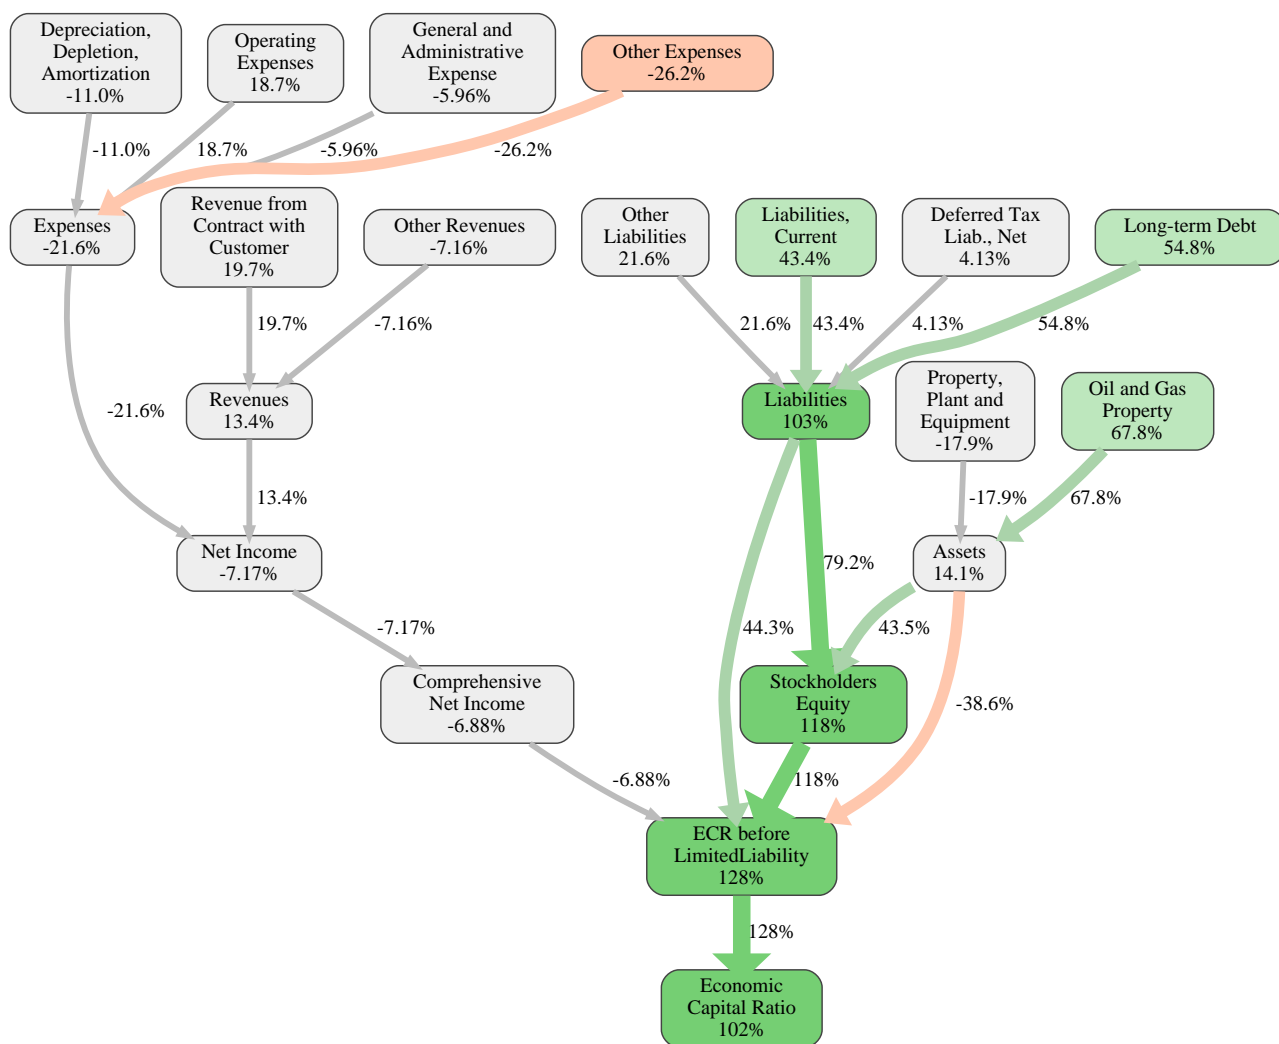 Depreciation,
Depletion,
Amortization
-11.0%
Operating
Expenses
18.7%
General and
Administrative
Expense
-5.96%
Other Expenses
-26.2%
-11.0%
18.7%
-5.96%
-26.2%
Expenses
-21.6%
Revenue from
Contract with
Customer
19.7%
Other Revenues
-7.16%
Other
Liabilities
21.6%
Liabilities,
Current
43.4%
Deferred Tax
Liab., Net
4.13%
Long-term Debt
54.8%
19.7%
-7.16%
21.6%
43.4%
4.13%
54.8%
-21.6%
Revenues
13.4%
Liabilities
103%
Property,
Plant and
Equipment
-17.9%
Oil and Gas
Property
67.8%
13.4%
-17.9%
67.8%
Net Income
-7.17%
79.2%
Assets
14.1%
-7.17%
44.3%
43.5%
Comprehensive
Net Income
-6.88%
Stockholders
Equity
118%
-38.6%
-6.88%
118%
ECR before
LimitedLiability
128%
128%
Economic
Capital Ratio
102%